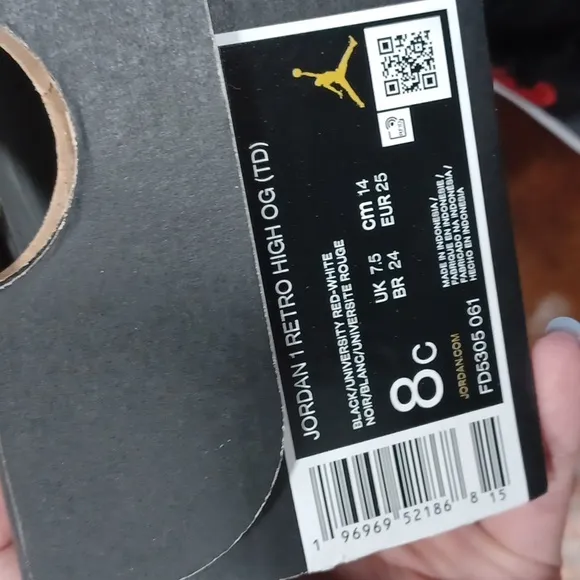 JORDAN 1 RETRO HIGH OG (TD)
BLACK/UNIVERSITY RED-WHITE
NOIR/BLANC/UNIVERSITE ROUGE
UK 7.5 cm 14
BR 24 EUR 25
8C
MADE IN INDONESIA/
FABRIQUE EN INDONESIE/
FABRICADO NA INDONESIA/
HECHO EN INDONESIA
JORDAN.COM
FD5305 061
1 96969 52186 8 15